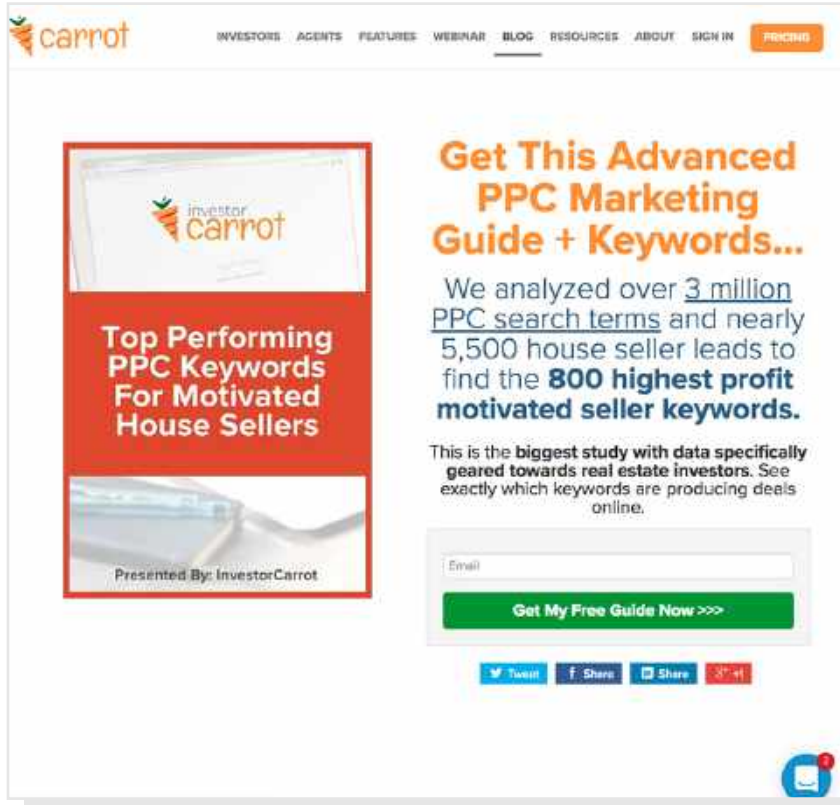 carrot
INVESTORS AGENTS FEATURES WEBINAR BLOG RESOURCES ABOUT SIGN IN PRICING
investor
carrot
Top Performing
PPC Keywords
For Motivated
House Sellers
Presented By: InvestorCarrot
Get This Advanced
PPC Marketing
Guide + Keywords...
We analyzed over 3 million
PPC search terms and nearly
5,500 house seller leads to
find the 800 highest profit
motivated seller keywords.
This is the biggest study with data specifically
geared towards real estate investors. See
exactly which keywords are producing deals
online.
Email
Get My Free Guide Now >>>
Tweet
Share
Share
+1
2